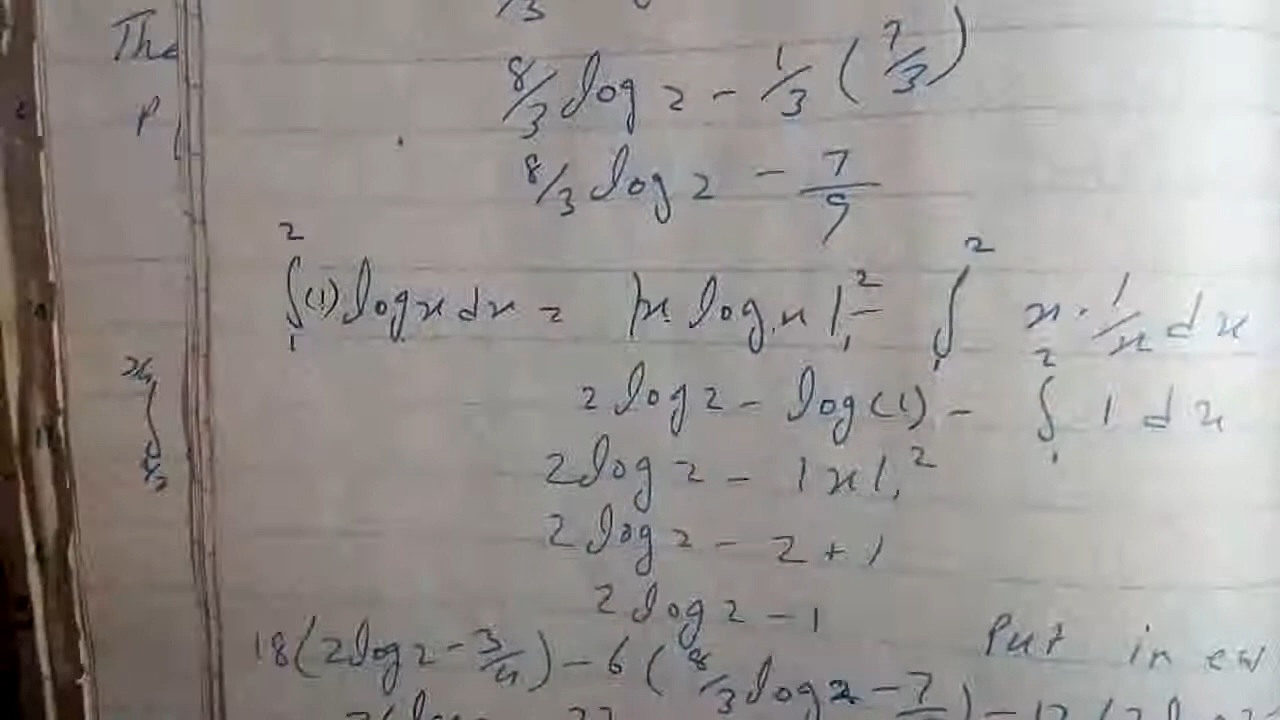 The
P
8/3 log 2 - 1/3 (7/3)
8/3 log 2 - 7/9
∫₁² (1) log x dx = |x log x|₁² - ∫₁² x · 1/x dx
2 log 2 - log(1) - ∫₁² 1 dx
2 log 2 - |x|₁²
2 log 2 - 2 + 1
2 log 2 - 1
Put in
18(2 log 2 - 3/4) - 6(8/3 log 2 - 7